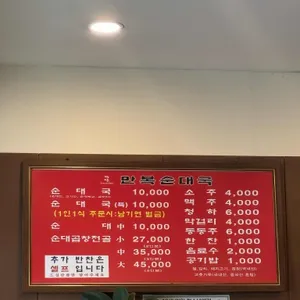 만복순대국
순대국 10,000
순대국 (특) 10,000
(1인1식 주문시:남기면 벌금)
순대 中 10,000
순대곱창전골 小 27,000
中 35,000
大 45,000
추가 반찬은
셀프 입니다
소주 4,000
맥주 4,000
청하 6,000
막걸리 4,000
동동주 6,000
한잔 1,000
음료수 2,000
공기밥 1,000